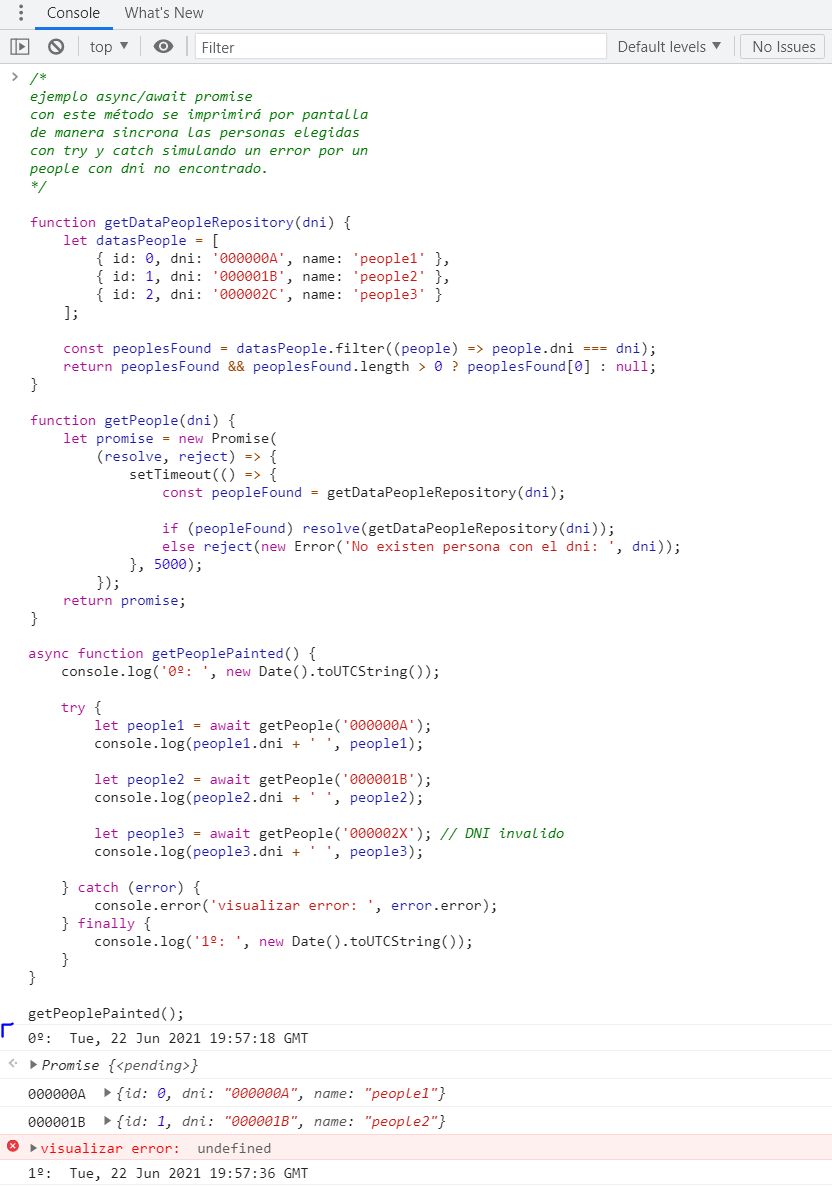 Console What's New
top ▼ Filter Default levels ▼ No Issues
/*
ejemplo async/await promise
con este método se imprimirá por pantalla
de manera sincrona las personas elegidas
con try y catch simulando un error por un
people con dni no encontrado.
*/
function getDataPeopleRepository(dni) {
    let datasPeople = [
        { id: 0, dni: '000000A', name: 'people1' },
        { id: 1, dni: '000001B', name: 'people2' },
        { id: 2, dni: '000002C', name: 'people3' }
    ];
    const peoplesFound = datasPeople.filter((people) => people.dni === dni);
    return peoplesFound && peoplesFound.length > 0 ? peoplesFound[0] : null;
}
function getPeople(dni) {
    let promise = new Promise(
        (resolve, reject) => {
            setTimeout(() => {
                const peopleFound = getDataPeopleRepository(dni);
                if (peopleFound) resolve(getDataPeopleRepository(dni));
                else reject(new Error('No existen persona con el dni: ', dni));
            }, 5000);
        });
    return promise;
}
async function getPeoplePainted() {
    console.log('0º: ', new Date().toUTCString());
    try {
        let people1 = await getPeople('000000A');
        console.log(people1.dni + ' ', people1);
        let people2 = await getPeople('000001B');
        console.log(people2.dni + ' ', people2);
        let people3 = await getPeople('000002X'); // DNI invalido
        console.log(people3.dni + ' ', people3);
    } catch (error) {
        console.error('visualizar error: ', error.error);
    } finally {
        console.log('1º: ', new Date().toUTCString());
    }
}
getPeoplePainted();
0º:  Tue, 22 Jun 2021 19:57:18 GMT
Promise {<pending>}
000000A  {id: 0, dni: "000000A", name: "people1"}
000001B  {id: 1, dni: "000001B", name: "people2"}
visualizar error:  undefined
1º:  Tue, 22 Jun 2021 19:57:36 GMT